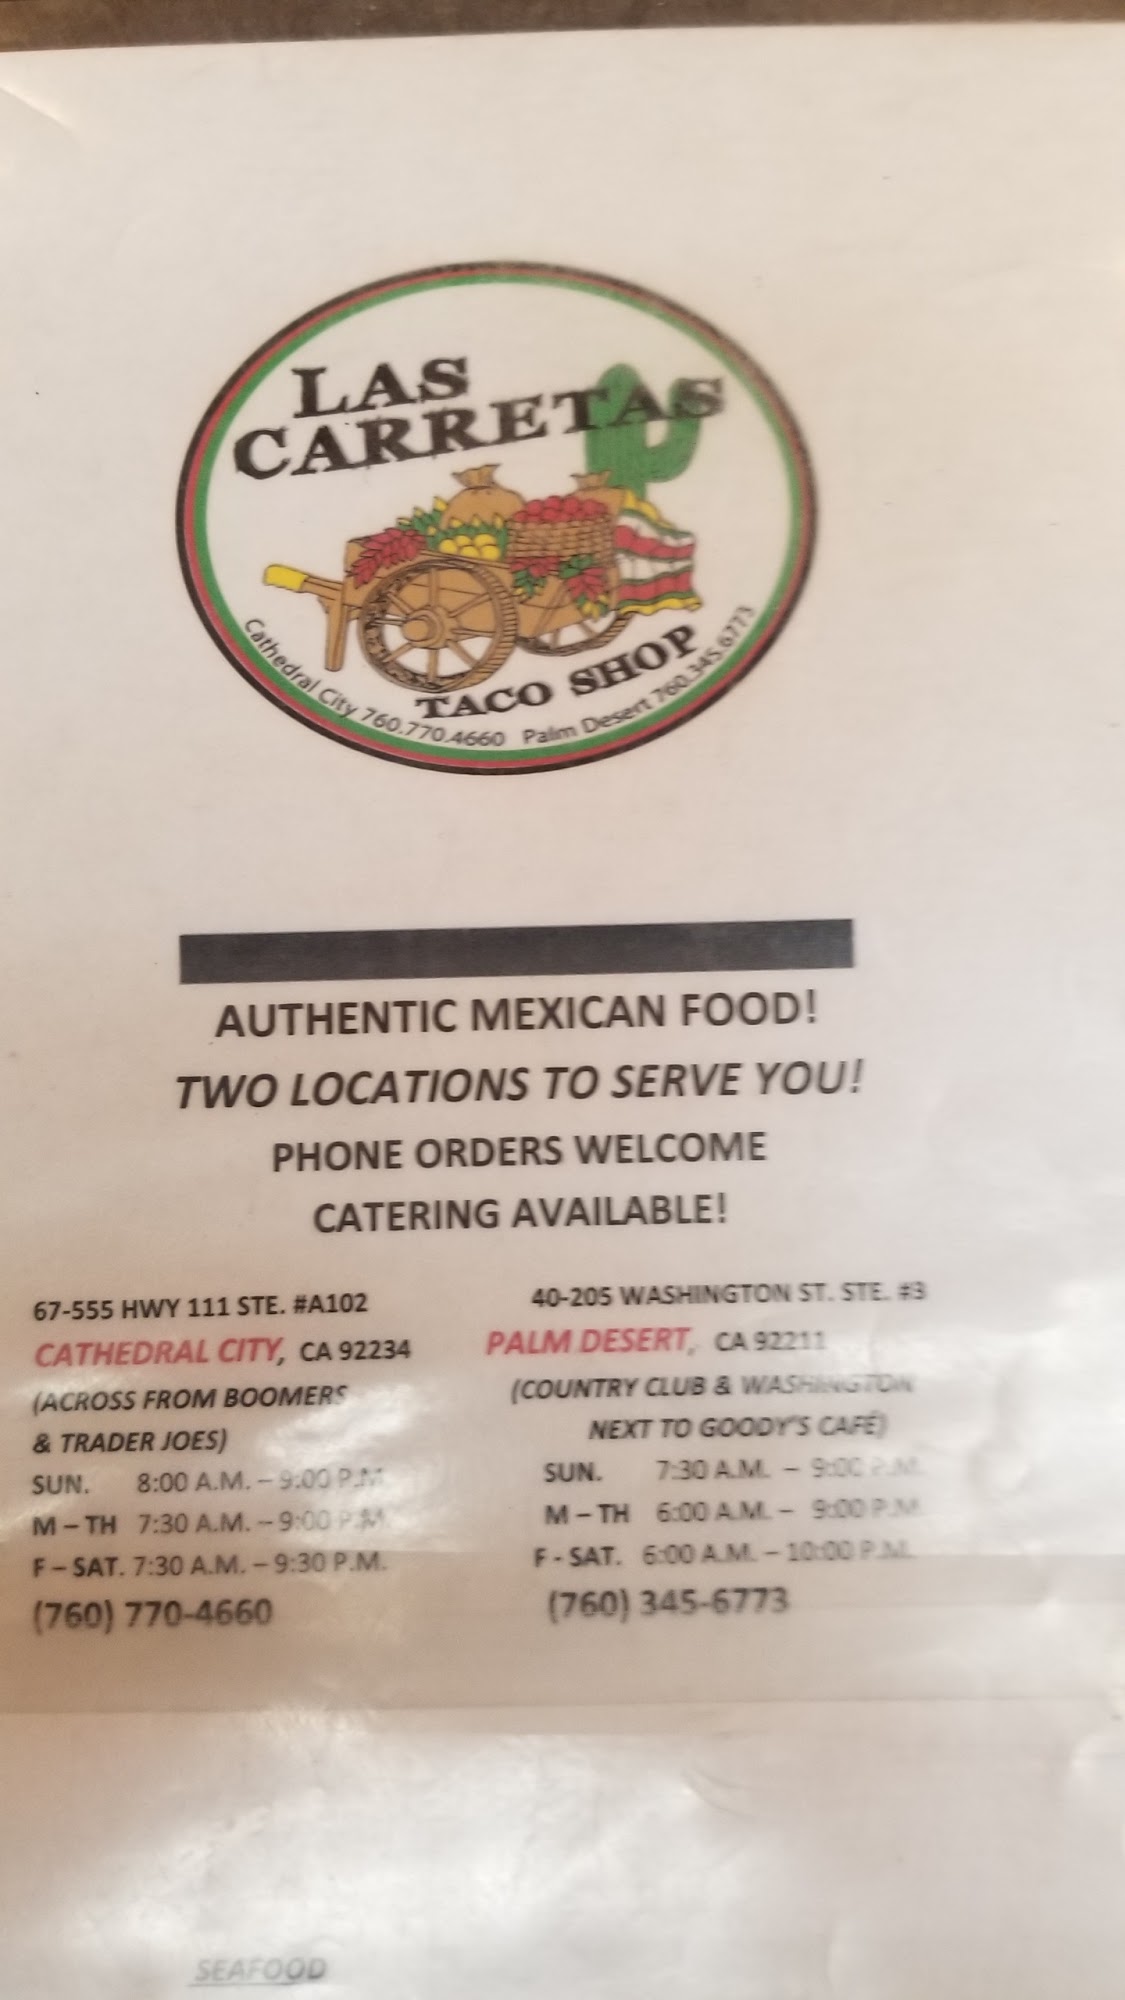 LAS
CARRETAS
TACO SHOP
Cathedral City 760.770.4660 Palm Desert 760.345.6773
AUTHENTIC MEXICAN FOOD!
TWO LOCATIONS TO SERVE YOU!
PHONE ORDERS WELCOME
CATERING AVAILABLE!
67-555 HWY 111 STE. #A102
CATHEDRAL CITY, CA 92234
(ACROSS FROM BOOMERS
& TRADER JOES)
SUN. 8:00 A.M. – 9:00 P.M.
M – TH 7:30 A.M. – 9:00 P.M.
F – SAT. 7:30 A.M. – 9:30 P.M.
(760) 770-4660
40-205 WASHINGTON ST. STE. #3
PALM DESERT, CA 92211
(COUNTRY CLUB & WASHINGTON
NEXT TO GOODY'S CAFÉ)
SUN. 7:30 A.M. – 9:00 P.M.
M – TH 6:00 A.M. – 9:00 P.M.
F - SAT. 6:00 A.M. – 10:00 P.M.
(760) 345-6773
SEAFOOD